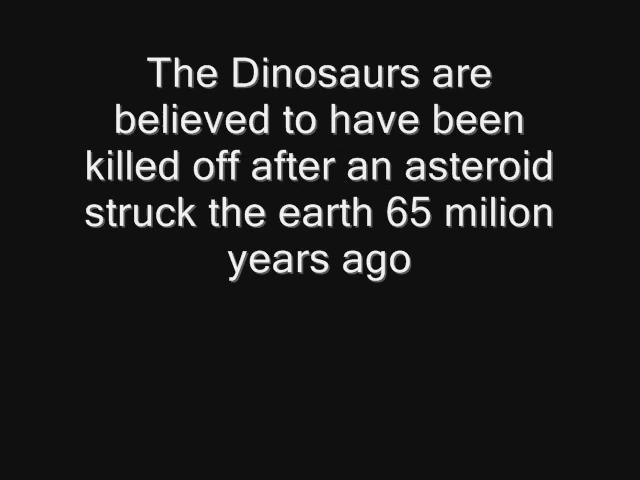 The Dinosaurs are
believed to have been
killed off after an asteroid
struck the earth 65 milion
years ago